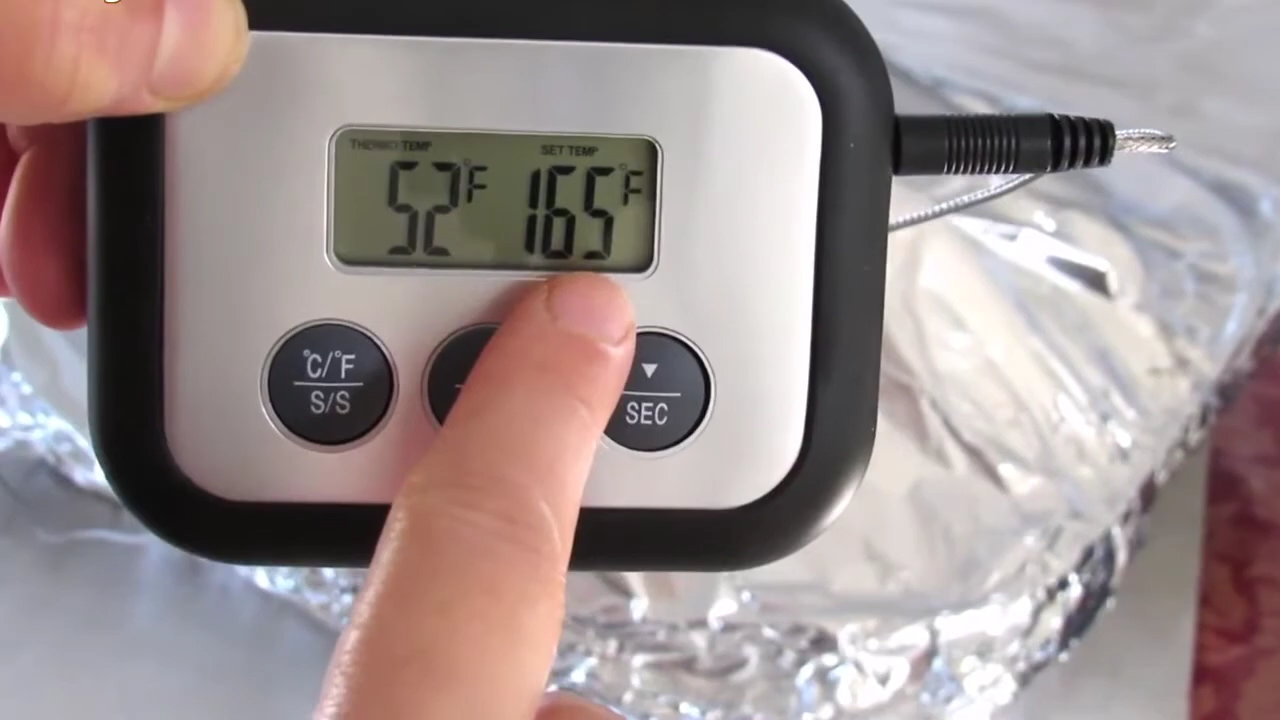 THERMO TEMP SET TEMP
52°F 165°F
°C/°F
S/S
▼
SEC